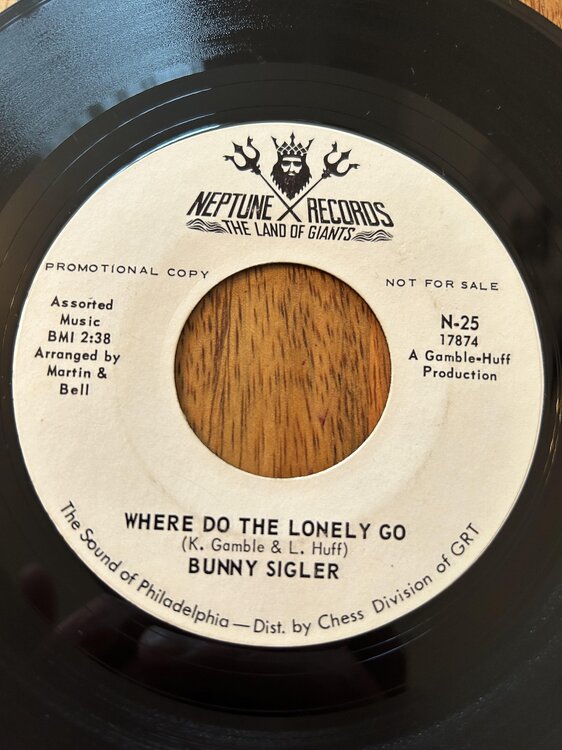 NEPTUNE RECORDS
THE LAND OF GIANTS
PROMOTIONAL COPY
NOT FOR SALE
Assorted
Music
BMI 2:38
Arranged by
Martin &
Bell
N-25
17874
A Gamble-Huff
Production
WHERE DO THE LONELY GO
(K. Gamble & L. Huff)
BUNNY SIGLER
The Sound of Philadelphia — Dist. by Chess Division of GRT